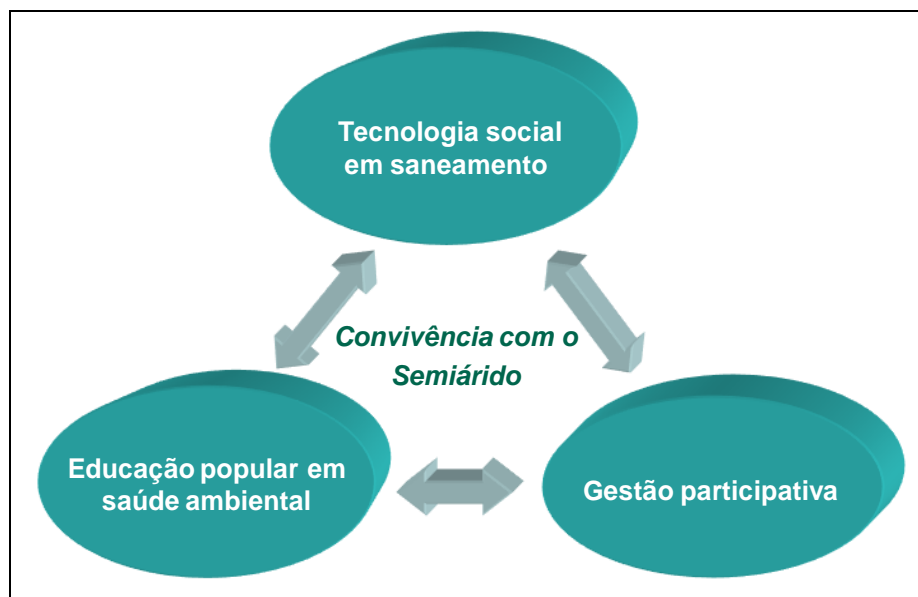 Tecnologia social
em saneamento
Convivência com o
Semiárido
Educação popular em
saúde ambiental
Gestão participativa